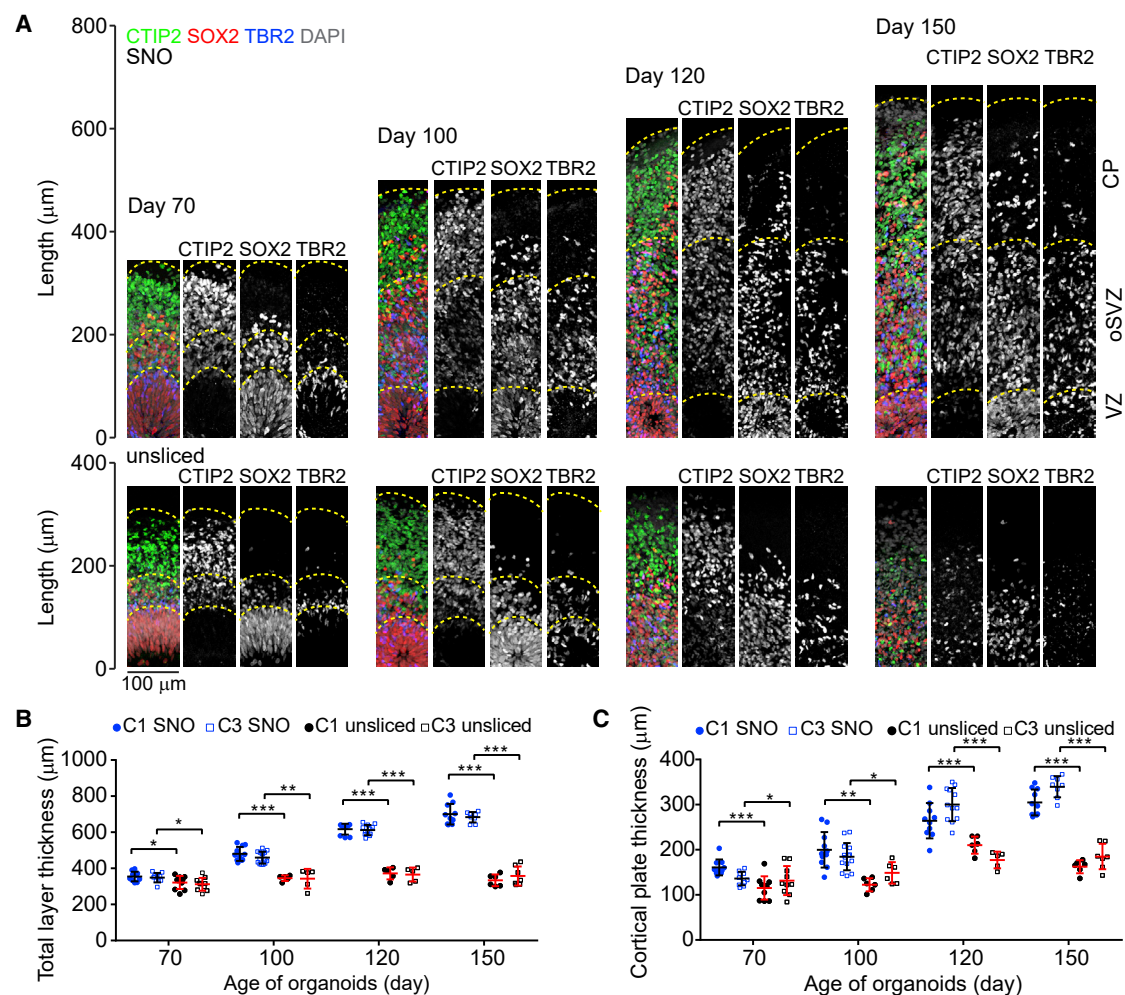 A
CTIP2 SOX2 TBR2 DAPI
SNO
Day 70
Day 100
Day 120
Day 150
CTIP2 SOX2 TBR2
CTIP2 SOX2 TBR2
CTIP2 SOX2 TBR2
CTIP2 SOX2 TBR2
Length (μm)
800
600
400
200
0
CP
oSVZ
VZ
unsliced
CTIP2 SOX2 TBR2
CTIP2 SOX2 TBR2
CTIP2 SOX2 TBR2
CTIP2 SOX2 TBR2
Length (μm)
400
200
0
100 μm
B
C1 SNO C3 SNO C1 unsliced C3 unsliced
Total layer thickness (μm)
1000
800
600
400
200
0
* * *** ** *** *** *** ***
70 100 120 150
Age of organoids (day)
C
C1 SNO C3 SNO C1 unsliced C3 unsliced
Cortical plate thickness (μm)
400
300
200
100
0
*** * ** * *** *** *** ***
70 100 120 150
Age of organoids (day)